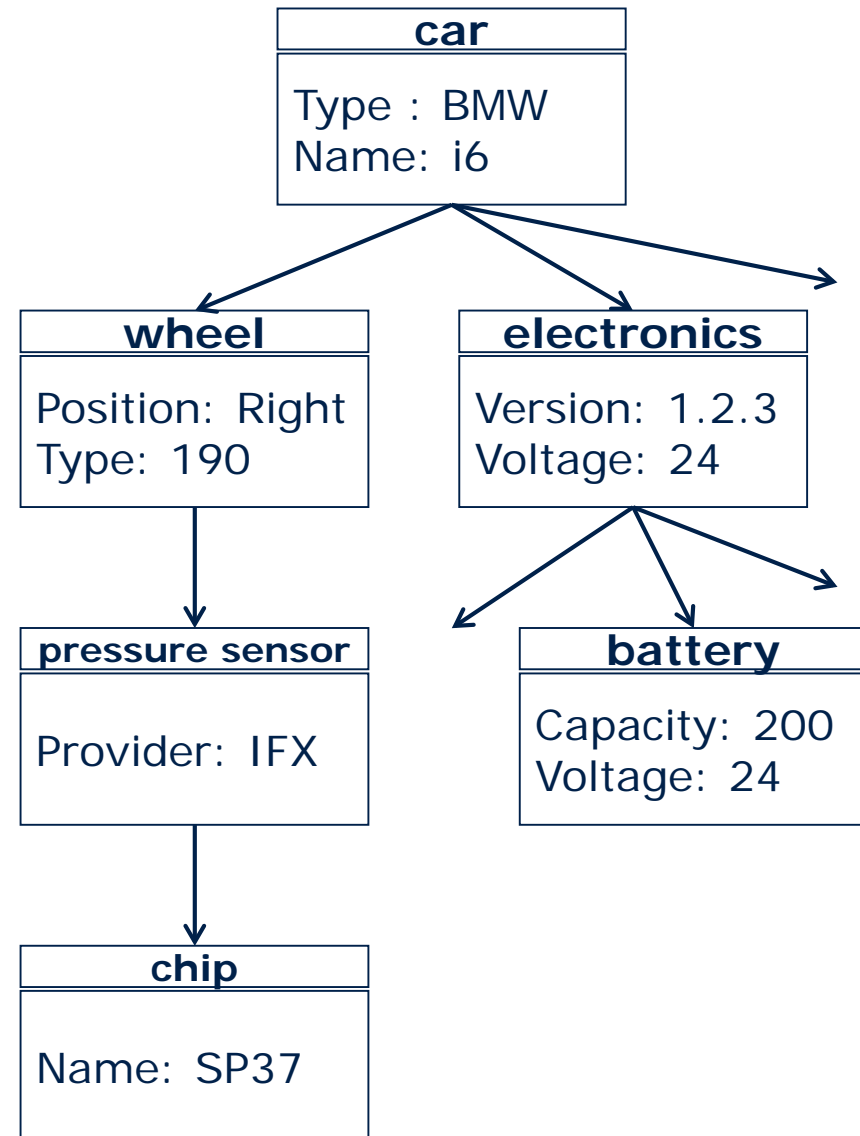 car
Type : BMW
Name: i6
wheel
Position: Right
Type: 190
electronics
Version: 1.2.3
Voltage: 24
pressure sensor
Provider: IFX
battery
Capacity: 200
Voltage: 24
chip
Name: SP37